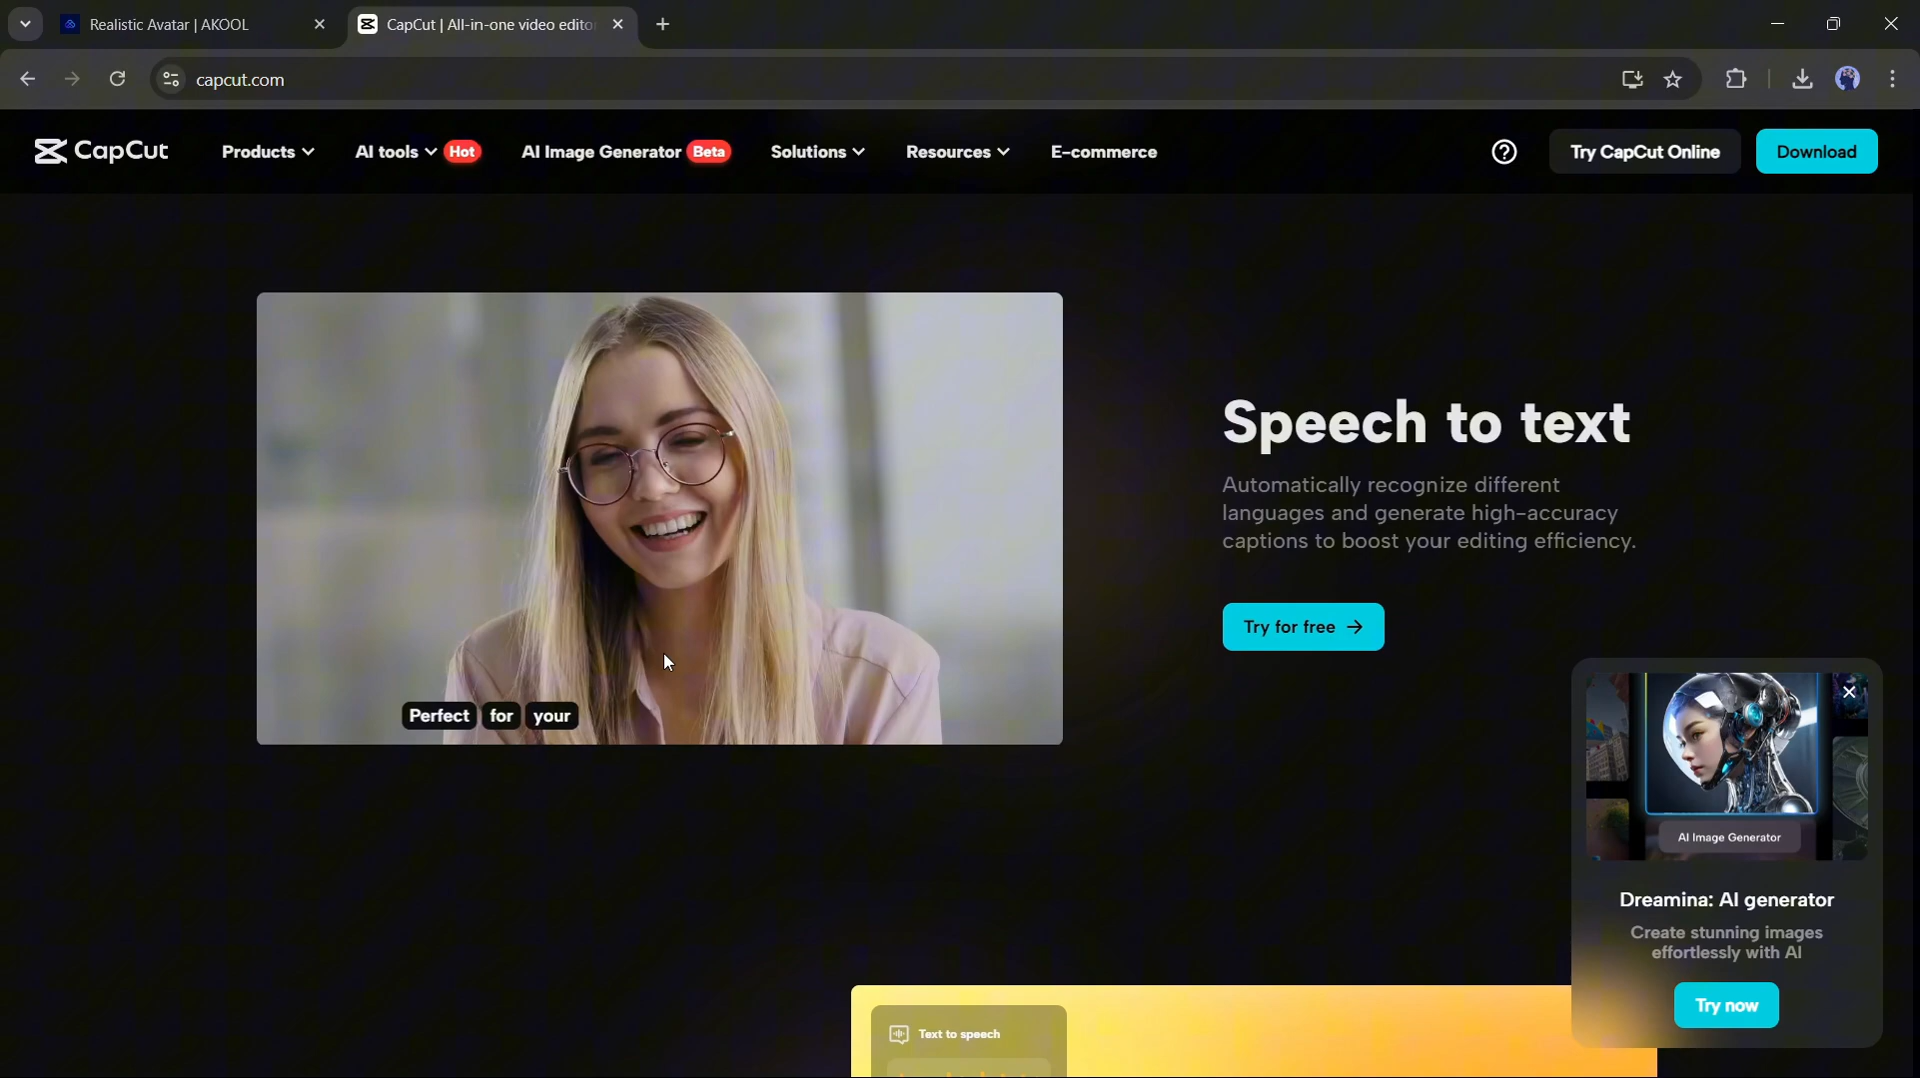 Realistic Avatar | AKOOL
CapCut | All-in-one video edito
capcut.com
CapCut
Products
AI tools
Hot
AI Image Generator
Beta
Solutions
Resources
E-commerce
Try CapCut Online
Download
Speech to text
Automatically recognize different
languages and generate high-accuracy
captions to boost your editing efficiency.
Try for free
Perfect for your
AI Image Generator
Dreamina: AI generator
Create stunning images
effortlessly with AI
Try now
Text to speech